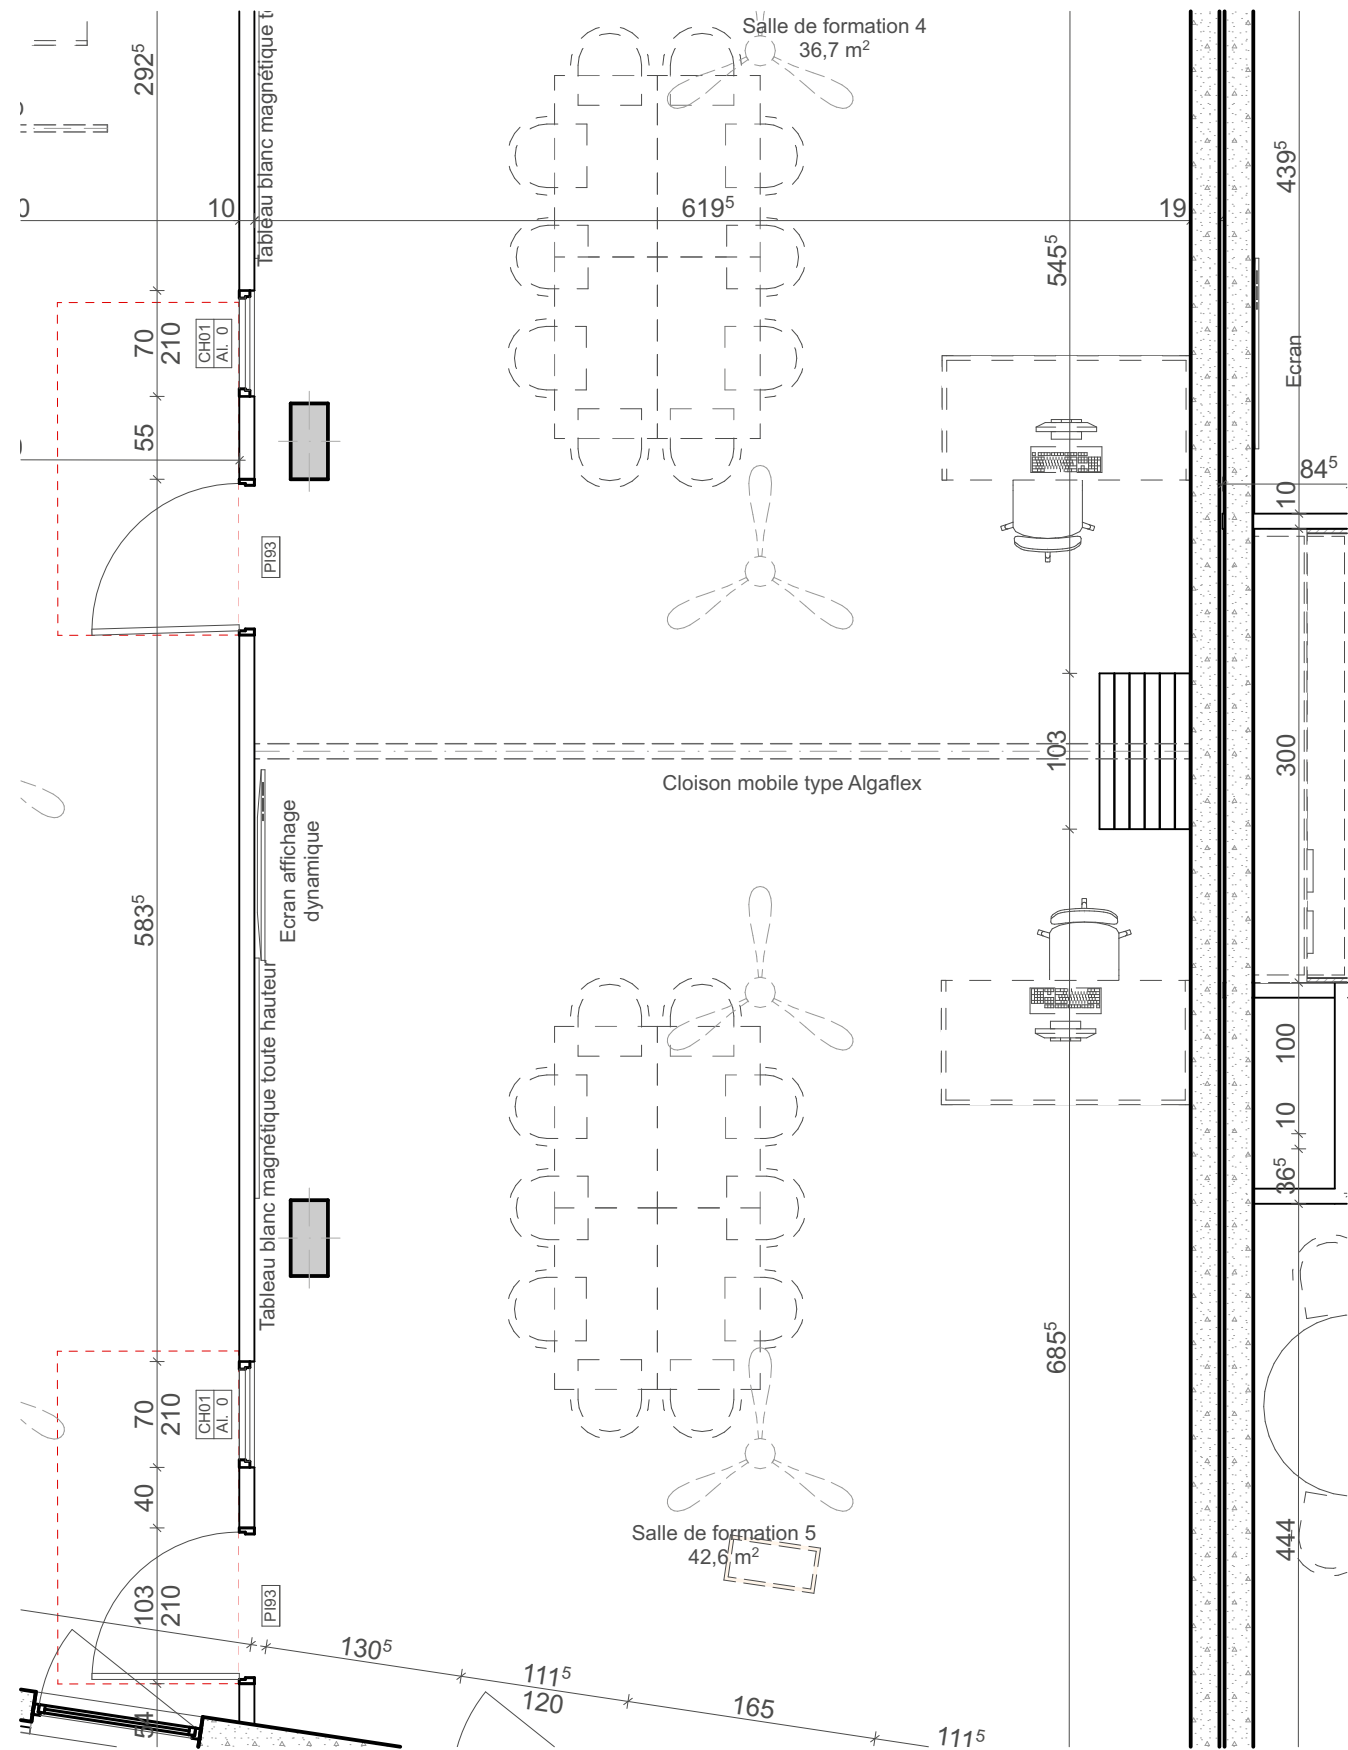 Salle de formation 4
36,7 m²
292⁵
Tableau blanc magnétique t
439⁵
10
619⁵
19
545⁵
70
210
CH01
Al. 0
Ecran
55
84⁵
10
PI93
103
300
Cloison mobile type Algaflex
Ecran affichage
dynamique
583⁵
Tableau blanc magnétique toute hauteur
100
10
36⁵
685⁵
70
210
CH01
Al. 0
40
Salle de formation 5
42,6 m²
444
103
210
PI93
130⁵
111⁵
120
165
111⁵
54